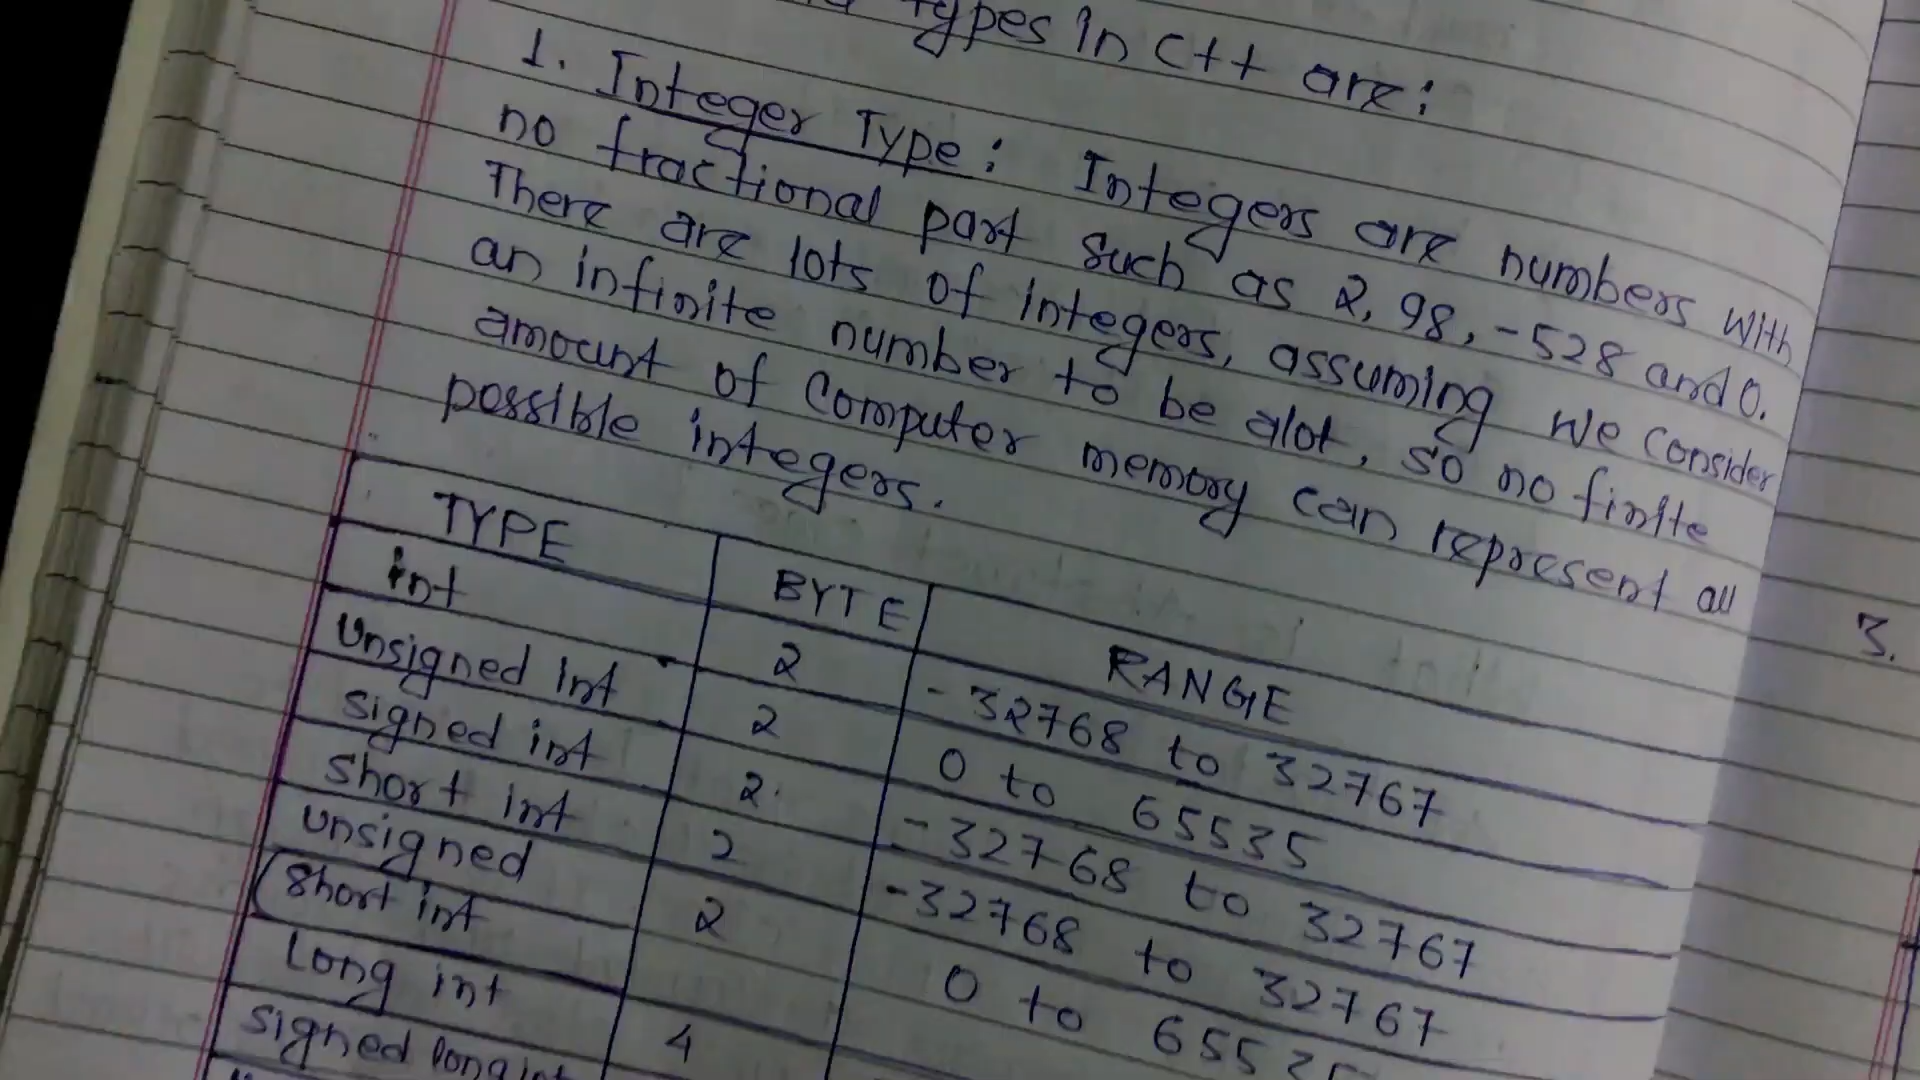 types in C++ are:
1. Integer Type: Integers are numbers with
no fractional part such as 2, 98, -528 and 0.
There are lots of integers, assuming we consider
an infinite number to be alot, so no finite
amount of computer memory can represent all
possible integers.
TYPE BYTE RANGE
int 2 -32768 to 32767
unsigned int 2 0 to 65535
signed int 2 -32768 to 32767
short int 2 -32768 to 32767
unsigned
short int 2 0 to 65535
Long int 4
signed long int
3.